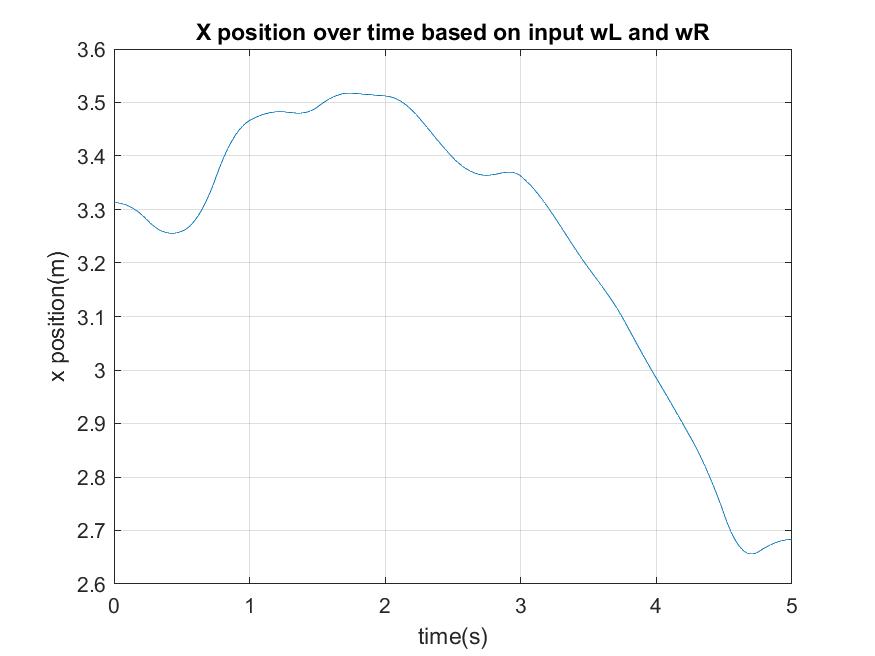 X position over time based on input wL and wR
3.6
3.5
3.4
3.3
3.2
3.1
3
2.9
2.8
2.7
2.6
x position(m)
0 1 2 3 4 5
time(s)